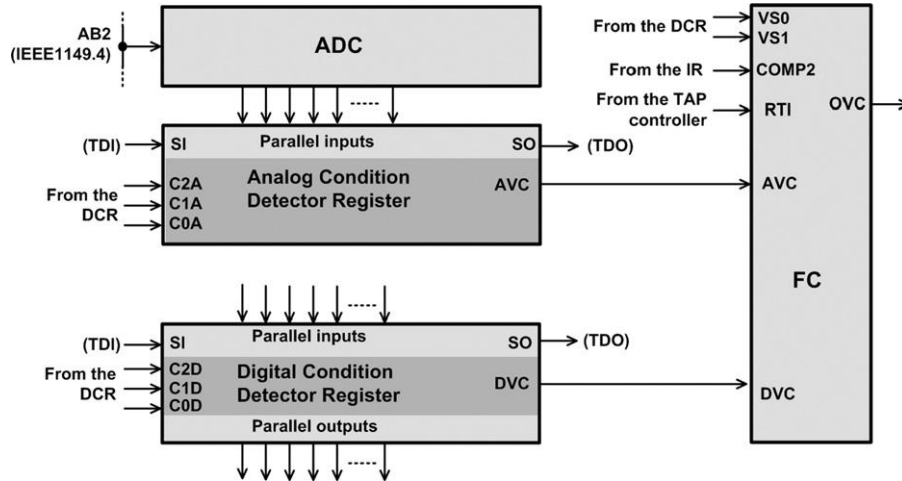 AB2
(IEEE1149.4)
ADC
From the DCR
VS0
VS1
From the IR
COMP2
From the TAP
controller
RTI
OVC
(TDI)
SI
Parallel inputs
SO
(TDO)
From the
DCR
C2A
C1A
C0A
Analog Condition
Detector Register
AVC
AVC
FC
(TDI)
SI
Parallel inputs
SO
(TDO)
From the
DCR
C2D
C1D
C0D
Digital Condition
Detector Register
DVC
DVC
Parallel outputs